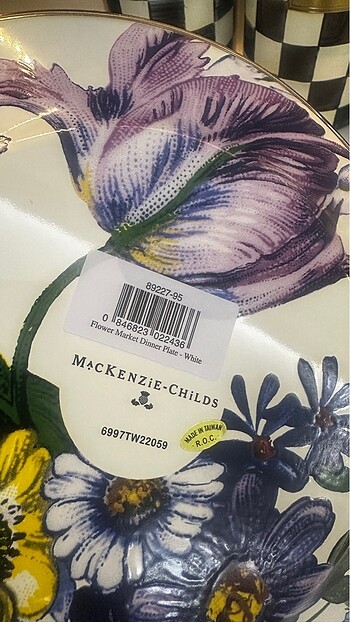 89227-95
0 846823 022436
Flower Market Dinner Plate - White
MACKENZiE-CHiLDS
6997TW22059
MADE IN TAIWAN
R.O.C.